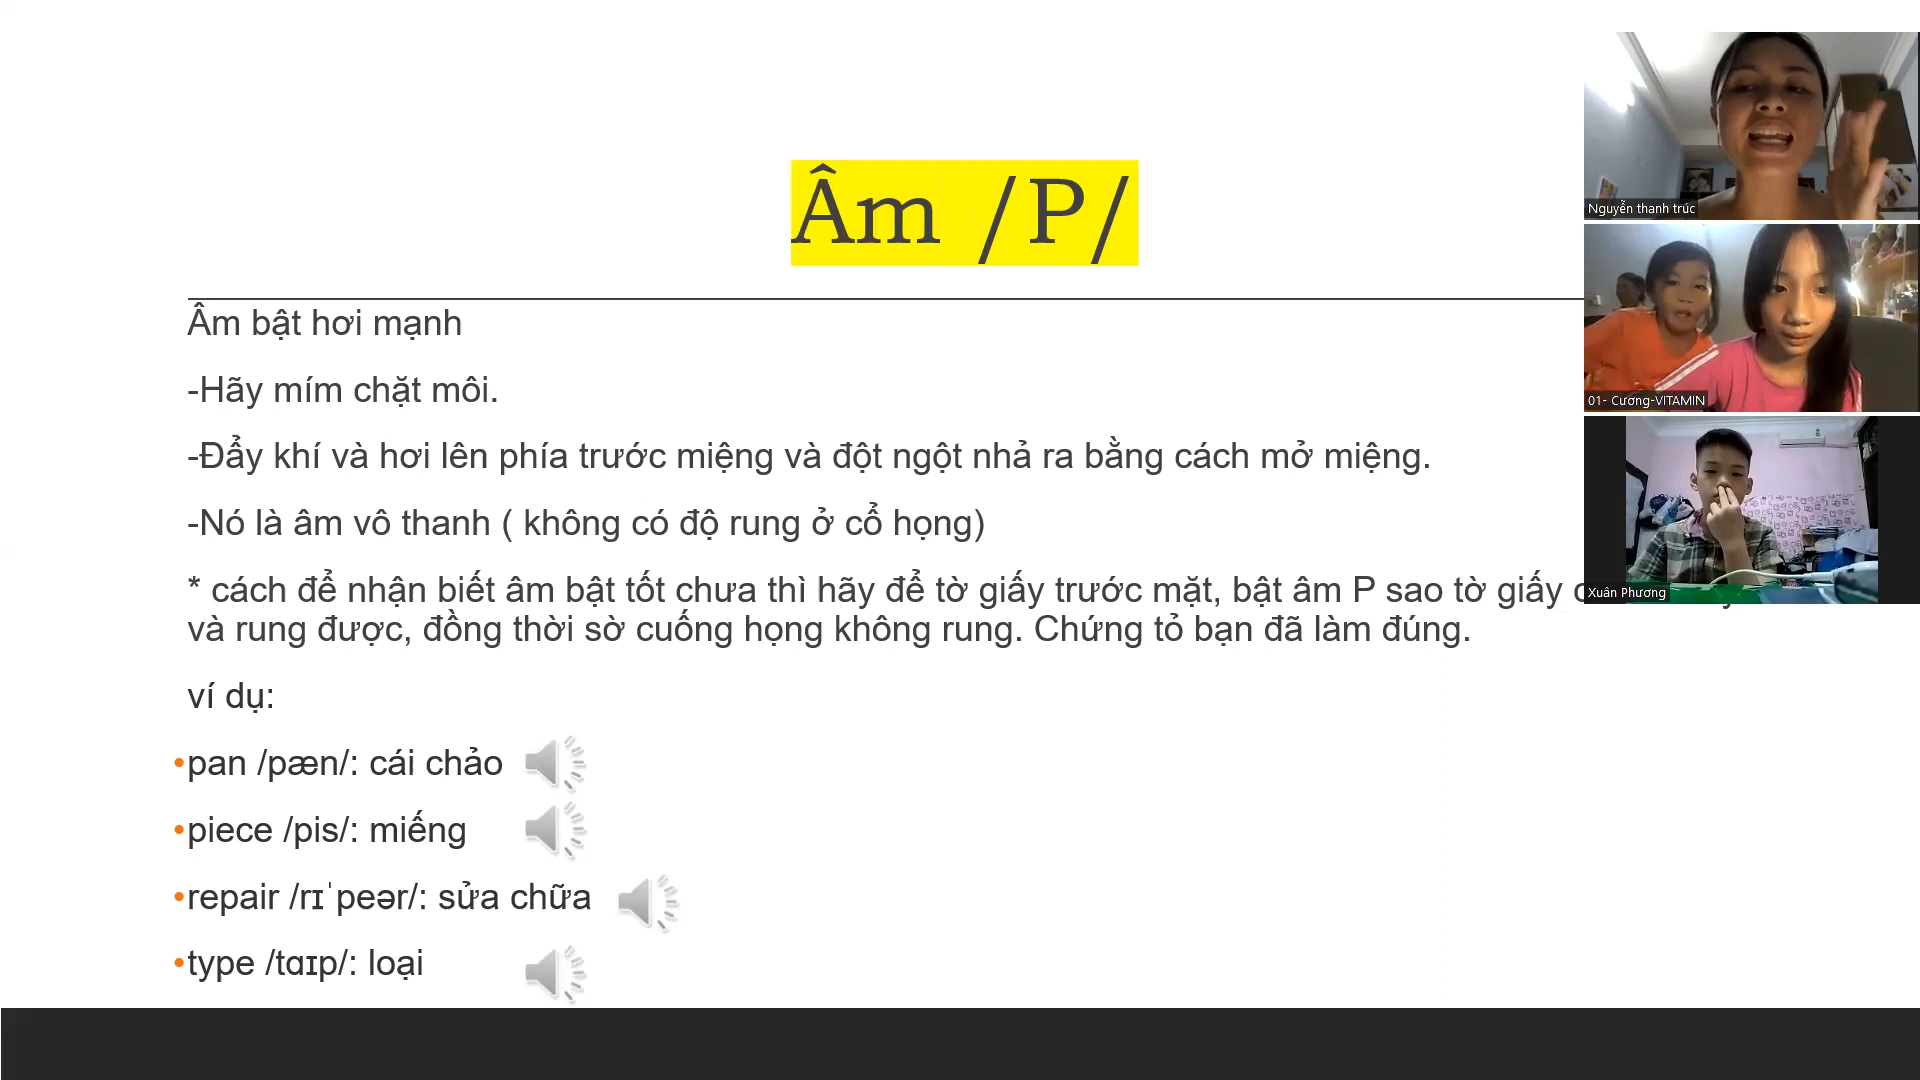 Âm /P/
Âm bật hơi mạnh
-Hãy mím chặt môi.
-Đẩy khí và hơi lên phía trước miệng và đột ngột nhả ra bằng cách mở miệng.
-Nó là âm vô thanh ( không có độ rung ở cổ họng)
* cách để nhận biết âm bật tốt chưa thì hãy để tờ giấy trước mặt, bật âm P sao tờ giấy
và rung được, đồng thời sờ cuống họng không rung. Chứng tỏ bạn đã làm đúng.
ví dụ:
•pan /pæn/: cái chảo
•piece /pis/: miếng
•repair /rɪˈpeər/: sửa chữa
•type /tɑɪp/: loại
Nguyễn thanh trúc
01- Cường-VITAMIN
Xuân Phương